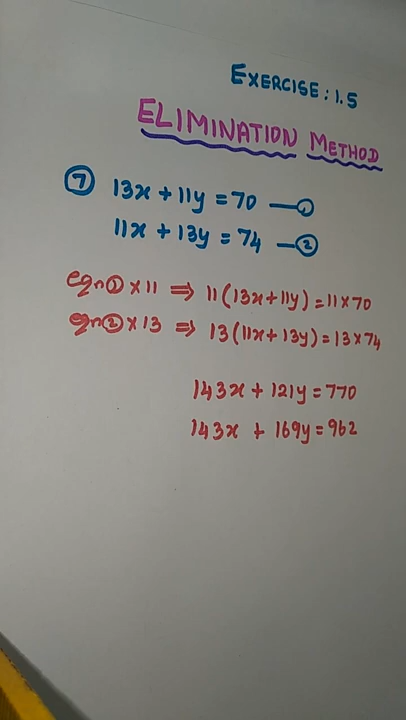 EXERCISE: 1.5
ELIMINATION METHOD
⑦ 13x + 11y = 70 —①
11x + 13y = 74 —②
eqn① × 11 ⇒ 11(13x+11y) = 11×70
eqn② × 13 ⇒ 13(11x+13y) = 13×74
143x + 121y = 770
143x + 169y = 962